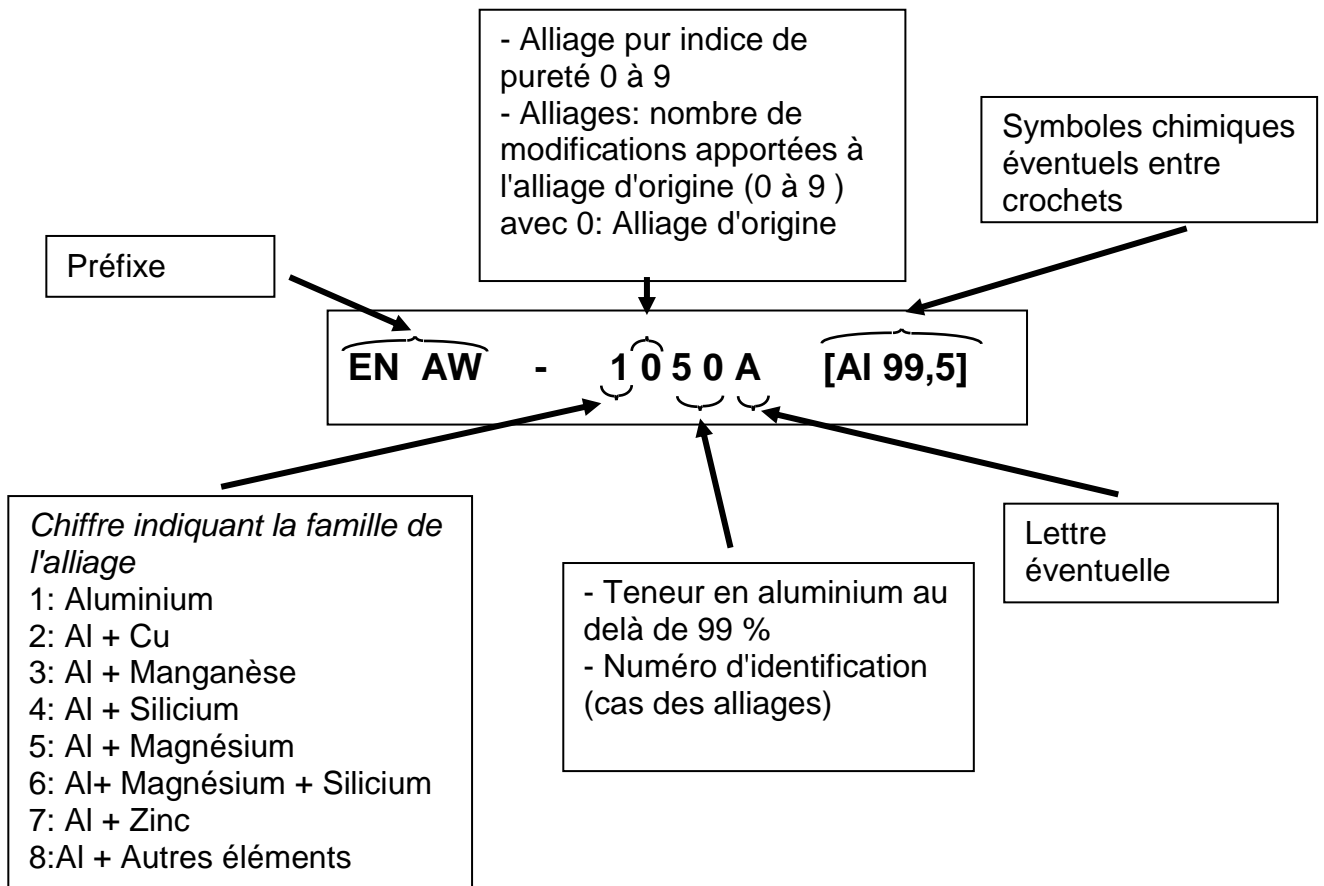 - Alliage pur indice de
pureté 0 à 9
- Alliages: nombre de
modifications apportées à
l'alliage d'origine (0 à 9 )
avec 0: Alliage d'origine
Symboles chimiques
éventuels entre
crochets
Préfixe
EN AW - 1 0 5 0 A [Al 99,5]
Chiffre indiquant la famille de
l'alliage
1: Aluminium
2: Al + Cu
3: Al + Manganèse
4: Al + Silicium
5: Al + Magnésium
6: Al+ Magnésium + Silicium
7: Al + Zinc
8:Al + Autres éléments
- Teneur en aluminium au
delà de 99 %
- Numéro d'identification
(cas des alliages)
Lettre
éventuelle